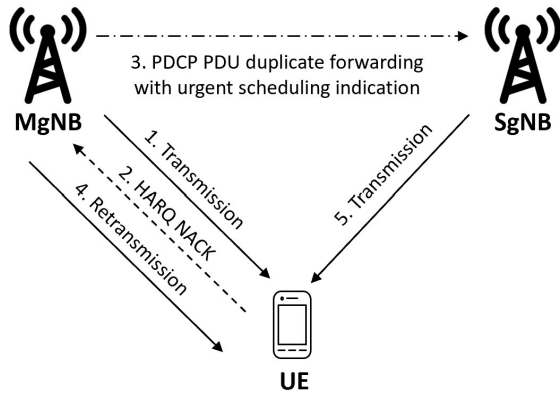 3. PDCP PDU duplicate forwarding
with urgent scheduling indication
MgNB
SgNB
1. Transmission
2. HARQ NACK
4. Retransmission
5. Transmission
UE